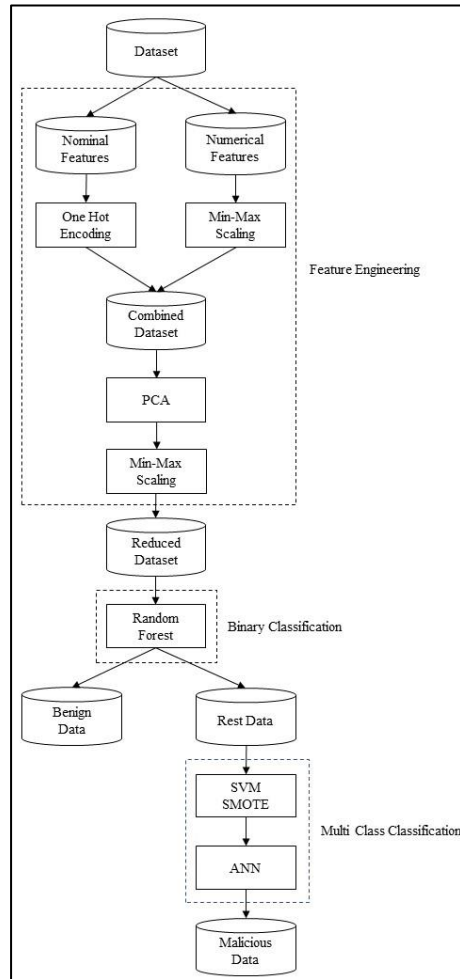 Dataset
Nominal
Features
Numerical
Features
One Hot
Encoding
Min-Max
Scaling
Feature Engineering
Combined
Dataset
PCA
Min-Max
Scaling
Reduced
Dataset
Random
Forest
Binary Classification
Benign
Data
Rest Data
SVM
SMOTE
Multi Class Classification
ANN
Malicious
Data